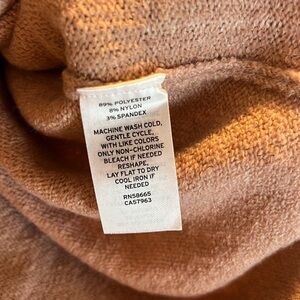 89% POLYESTER
8% NYLON
3% SPANDEX
MACHINE WASH COLD,
GENTLE CYCLE,
WITH LIKE COLORS
ONLY NON-CHLORINE
BLEACH IF NEEDED
RESHAPE,
LAY FLAT TO DRY
COOL IRON IF
NEEDED
RN58665
CA57963